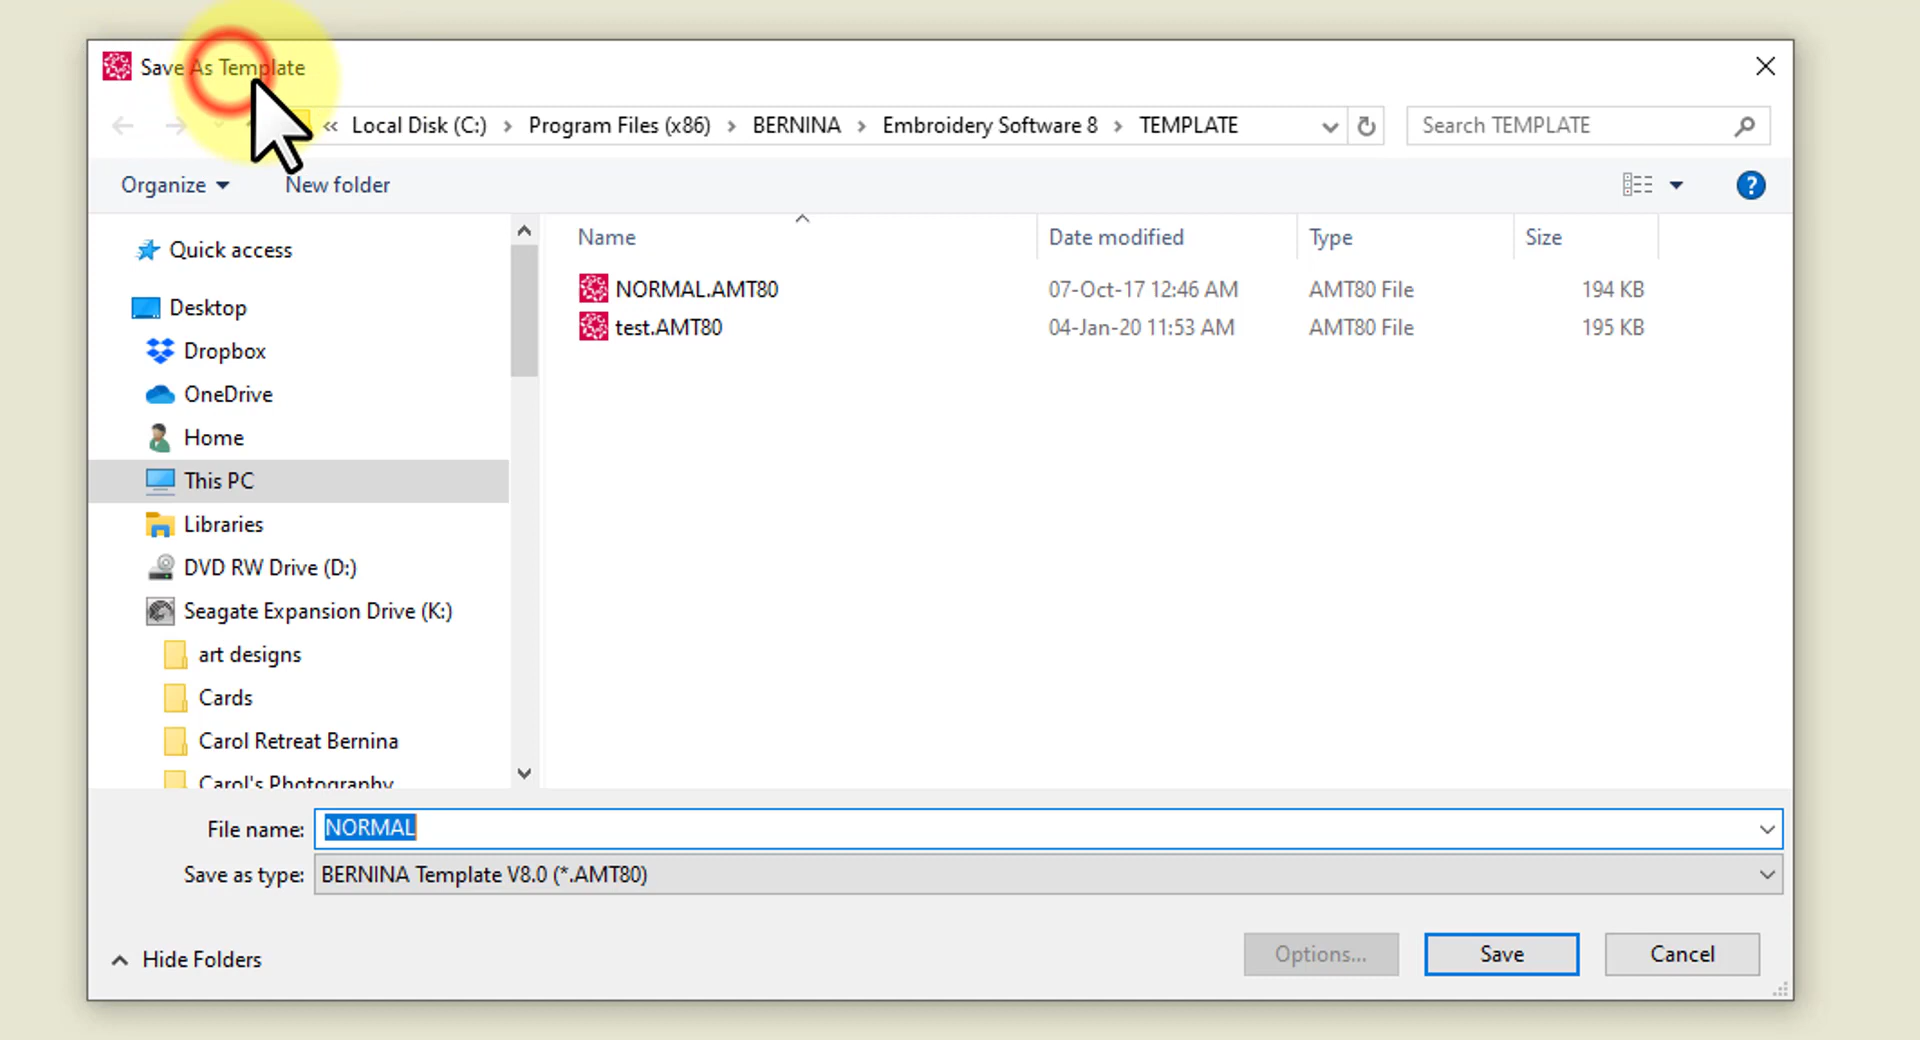 Save As Template
« Local Disk (C:) › Program Files (x86) › BERNINA › Embroidery Software 8 › TEMPLATE
Search TEMPLATE
Organize
New folder
?
Quick access
Desktop
Dropbox
OneDrive
Home
This PC
Libraries
DVD RW Drive (D:)
Seagate Expansion Drive (K:)
art designs
Cards
Carol Retreat Bernina
Carol's Photography
Name Date modified Type Size
NORMAL.AMT80 07-Oct-17 12:46 AM AMT80 File 194 KB
test.AMT80 04-Jan-20 11:53 AM AMT80 File 195 KB
File name: NORMAL
Save as type: BERNINA Template V8.0 (*.AMT80)
Hide Folders
Options...
Save
Cancel